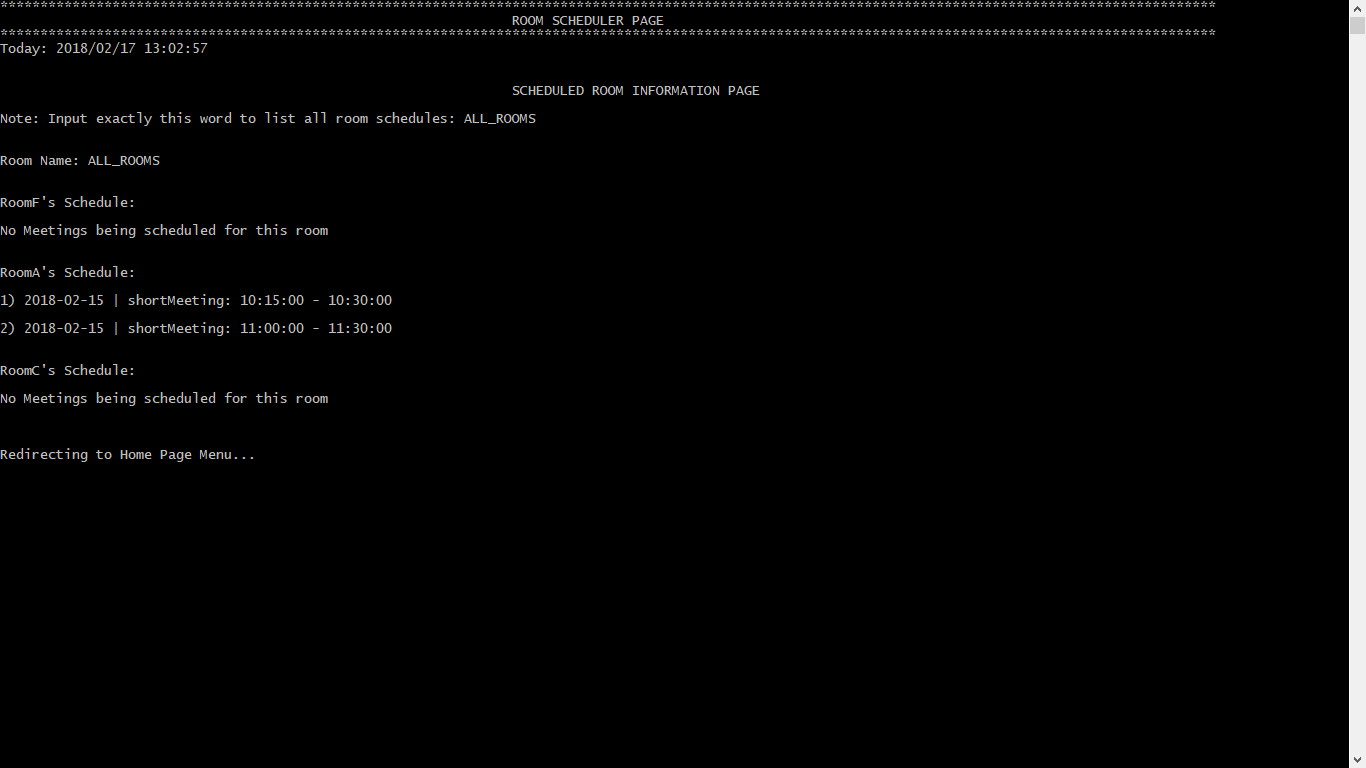 ********************************************************************************************************************************************************
ROOM SCHEDULER PAGE
********************************************************************************************************************************************************
Today: 2018/02/17 13:02:57
SCHEDULED ROOM INFORMATION PAGE
Note: Input exactly this word to list all room schedules: ALL_ROOMS
Room Name: ALL_ROOMS
RoomF's Schedule:
No Meetings being scheduled for this room
RoomA's Schedule:
1) 2018-02-15 | shortMeeting: 10:15:00 - 10:30:00
2) 2018-02-15 | shortMeeting: 11:00:00 - 11:30:00
RoomC's Schedule:
No Meetings being scheduled for this room
Redirecting to Home Page Menu...